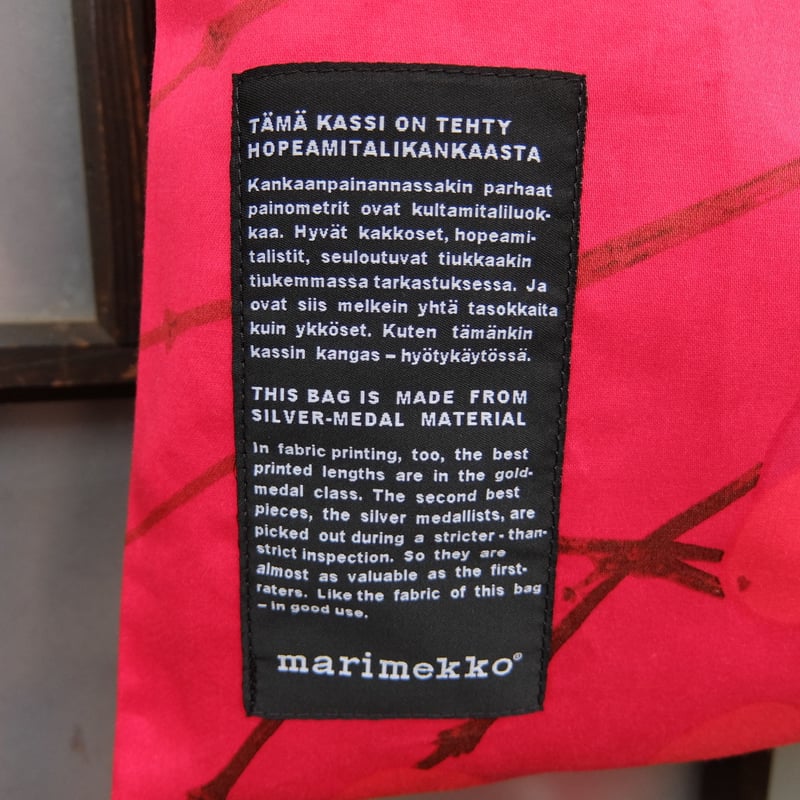 TÄMÄ KASSI ON TEHTY
HOPEAMITALIKANKAASTA
Kankaanpainannassakin parhaat
painometrit ovat kultamitaliluok-
kaa. Hyvät kakkoset, hopeami-
talistit, seuloutuvat tiukkaakin
tiukemmassa tarkastuksessa. Ja
ovat siis melkein yhtä tasokkaita
kuin ykköset. Kuten tämänkin
kassin kangas – hyötykäytössä.
THIS BAG IS MADE FROM
SILVER-MEDAL MATERIAL
In fabric printing, too, the best
printed lengths are in the gold-
medal class. The second best
pieces, the silver medallists, are
picked out during a stricter-than-
strict inspection. So they are
almost as valuable as the first-
raters. Like the fabric of this bag
– in good use.
marimekko®